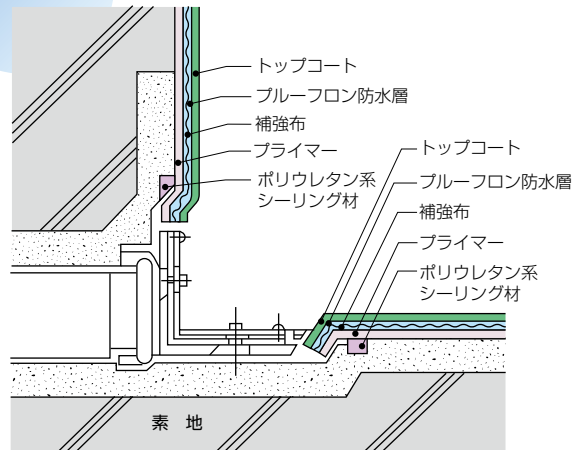 トップコート
プルーフロン防水層
補強布
プライマー
ポリウレタン系
シーリング材
トップコート
プルーフロン防水層
補強布
プライマー
ポリウレタン系
シーリング材
素 地